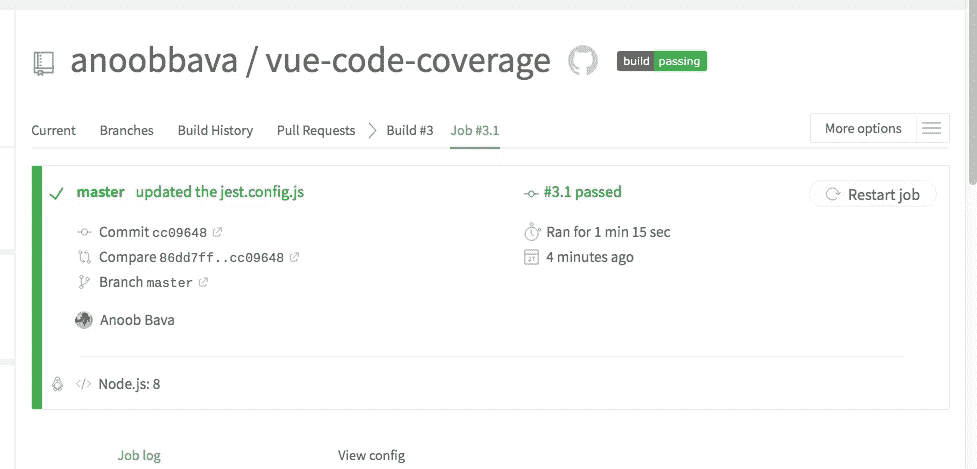 anoobbava / vue-code-coverage build passing
Current Branches Build History Pull Requests Build #3 Job #3.1 More options
master updated the jest.config.js #3.1 passed Restart job
Commit cc09648 Ran for 1 min 15 sec
Compare 86dd7ff..cc09648 27 4 minutes ago
Branch master
Anoob Bava
</> Node.js: 8
Job log View config